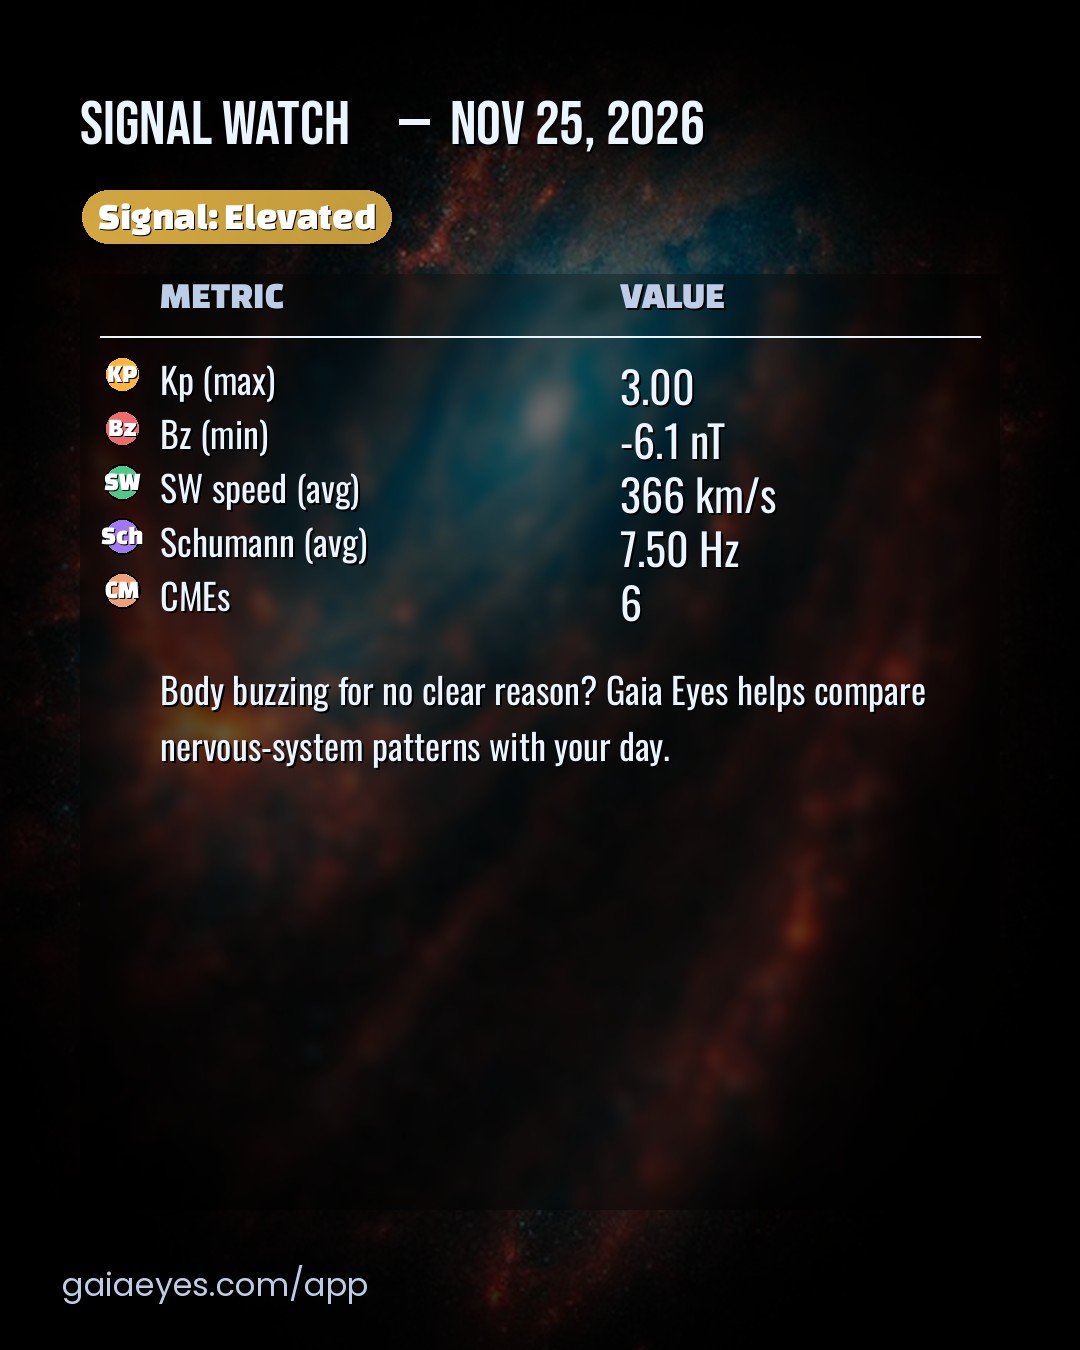 SIGNAL WATCH — NOV 25, 2026
Signal: Elevated
METRIC VALUE
KP Kp (max) 3.00
Bz Bz (min) -6.1 nT
SW SW speed (avg) 366 km/s
Sch Schumann (avg) 7.50 Hz
CM CMEs 6
Body buzzing for no clear reason? Gaia Eyes helps compare
nervous-system patterns with your day.
gaiaeyes.com/app